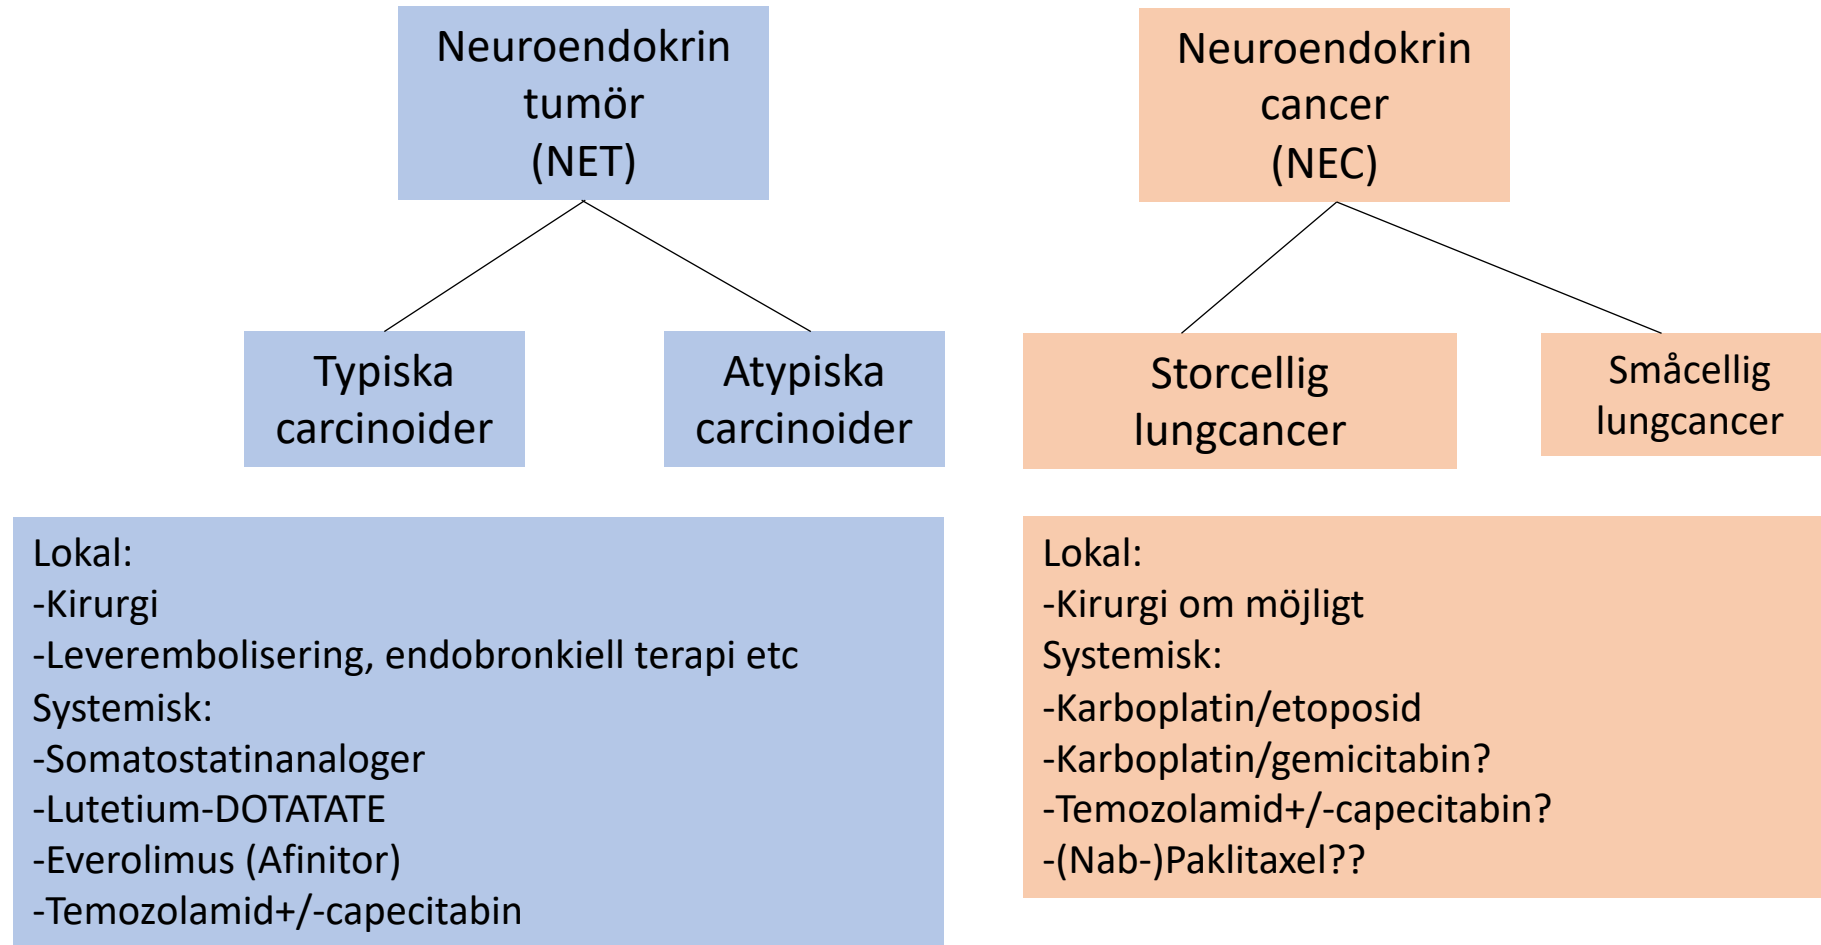 Neuroendokrin
tumör
(NET)
Neuroendokrin
cancer
(NEC)
Typiska
carcinoider
Atypiska
carcinoider
Storcellig
lungcancer
Småcellig
lungcancer
Lokal:
-Kirurgi
-Leverembolisering, endobronkiell terapi etc
Systemisk:
-Somatostatinanaloger
-Lutetium-DOTATATE
-Everolimus (Afinitor)
-Temozolamid+/-capecitabin
Lokal:
-Kirurgi om möjligt
Systemisk:
-Karboplatin/etoposid
-Karboplatin/gemicitabin?
-Temozolamid+/-capecitabin?
-(Nab-)Paklitaxel??